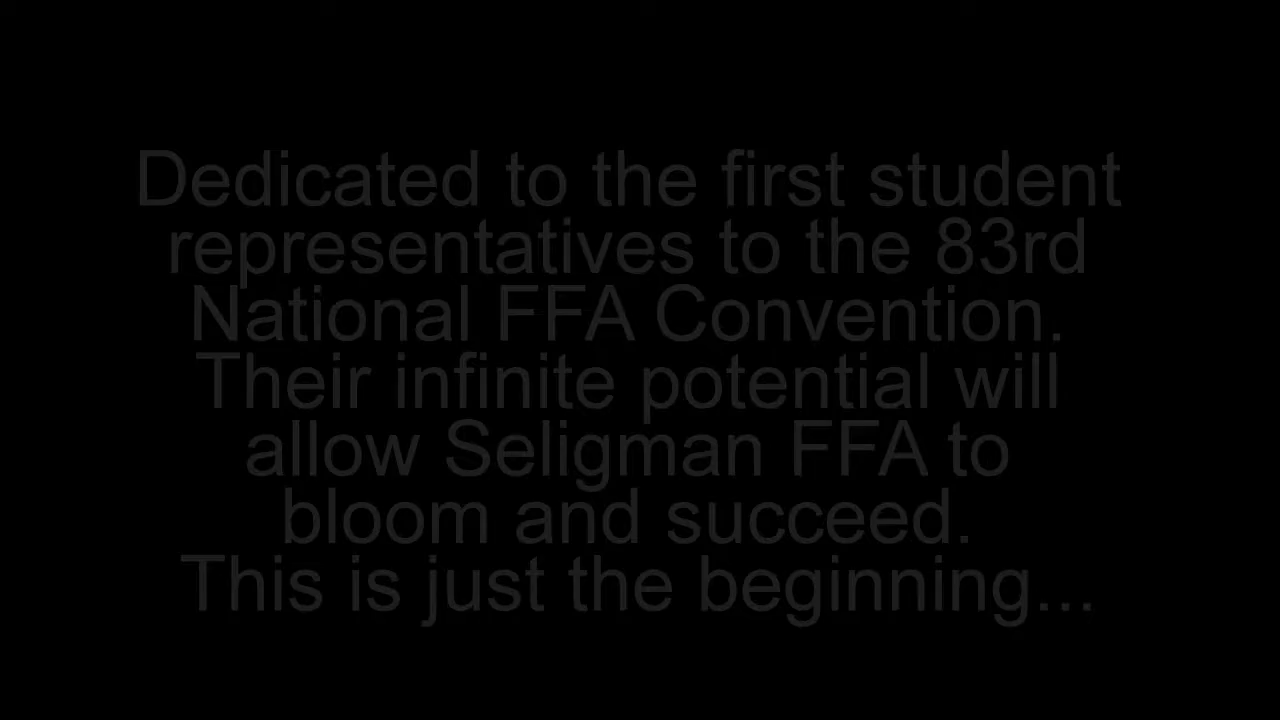 Dedicated to the first student
representatives to the 83rd
National FFA Convention.
Their infinite potential will
allow Seligman FFA to
bloom and succeed.
This is just the beginning...